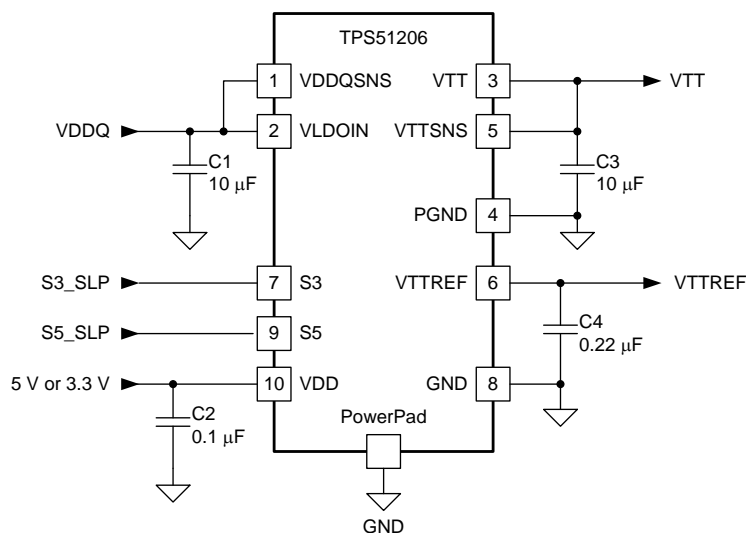 TPS51206
1 VDDQSNS
VTT 3
VTT
VDDQ
2 VLDOIN
VTTSNS 5
C1
10 μF
C3
10 μF
PGND 4
S3_SLP
7 S3
VTTREF 6
VTTREF
S5_SLP
9 S5
C4
0.22 μF
5 V or 3.3 V
10 VDD
GND 8
C2
0.1 μF
PowerPad
GND